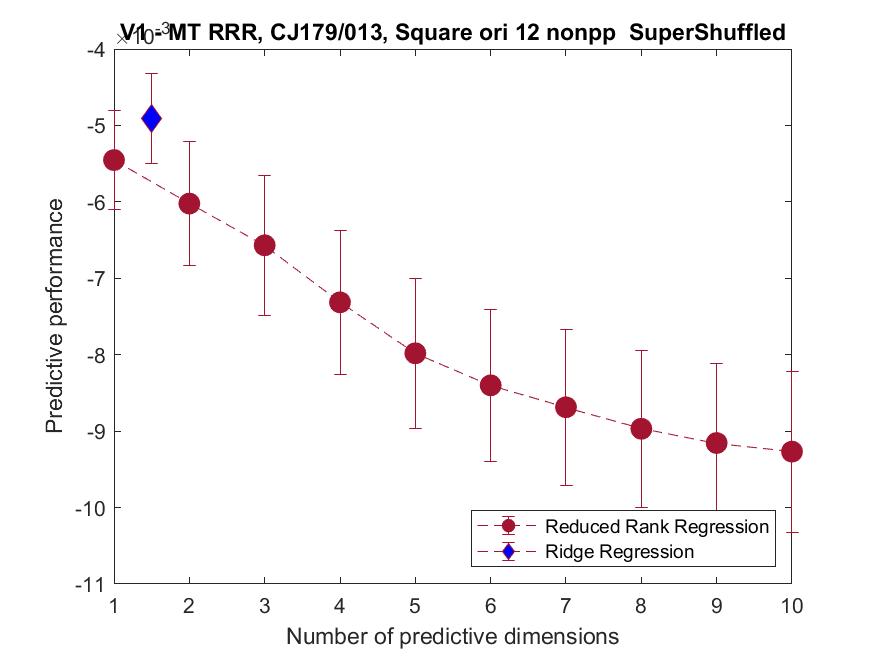 V1 - MT RRR, CJ179/013, Square ori 12 nonpp  SuperShuffled
×10-3
-4
-5
-6
-7
-8
-9
-10
-11
Predictive performance
Reduced Rank Regression
Ridge Regression
1 2 3 4 5 6 7 8 9 10
Number of predictive dimensions